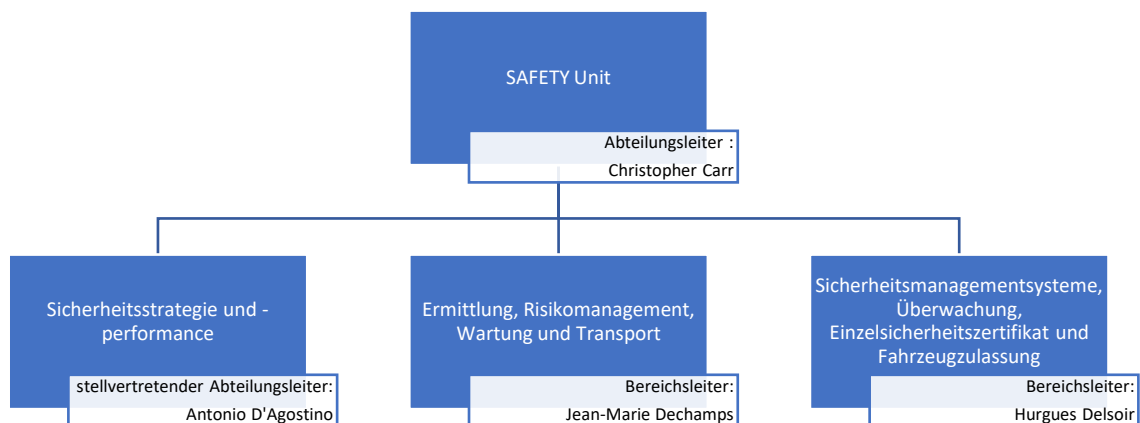 SAFETY Unit
Abteilungsleiter :
Christopher Carr
Sicherheitsstrategie und -
performance
stellvertretender Abteilungsleiter:
Antonio D'Agostino
Ermittlung, Risikomanagement,
Wartung und Transport
Bereichsleiter:
Jean-Marie Dechamps
Sicherheitsmanagementsysteme,
Überwachung,
Einzelsicherheitszertifikat und
Fahrzeugzulassung
Bereichsleiter:
Hurgues Delsoir